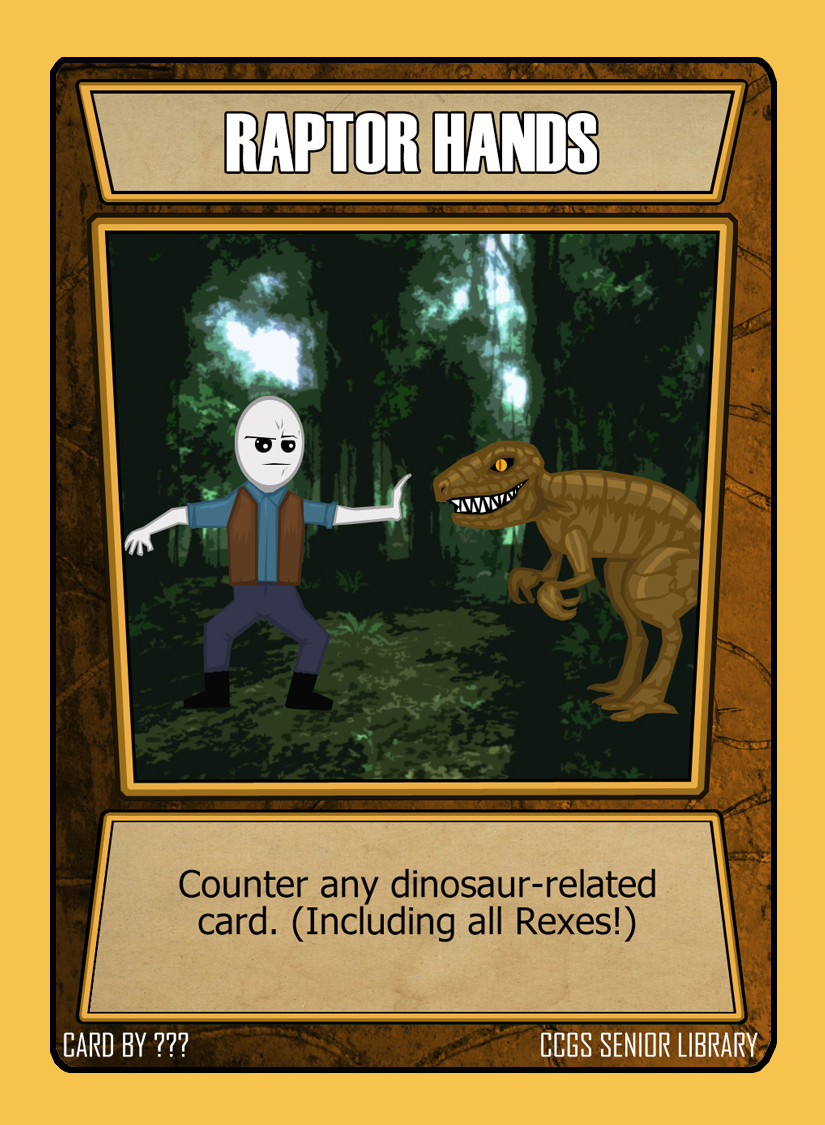 RAPTOR HANDS
Counter any dinosaur-related
card. (Including all Rexes!)
CARD BY ???
CCGS SENIOR LIBRARY